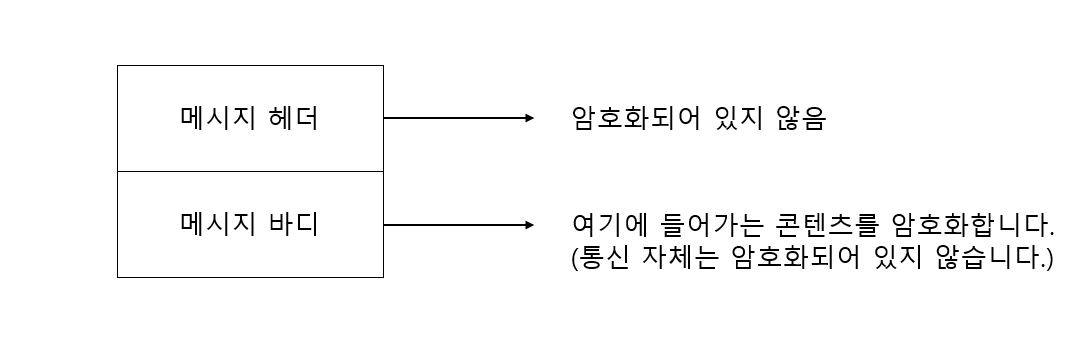 메시지 헤더
암호화되어 있지 않음
메시지 바디
여기에 들어가는 콘텐츠를 암호화합니다.
(통신 자체는 암호화되어 있지 않습니다.)